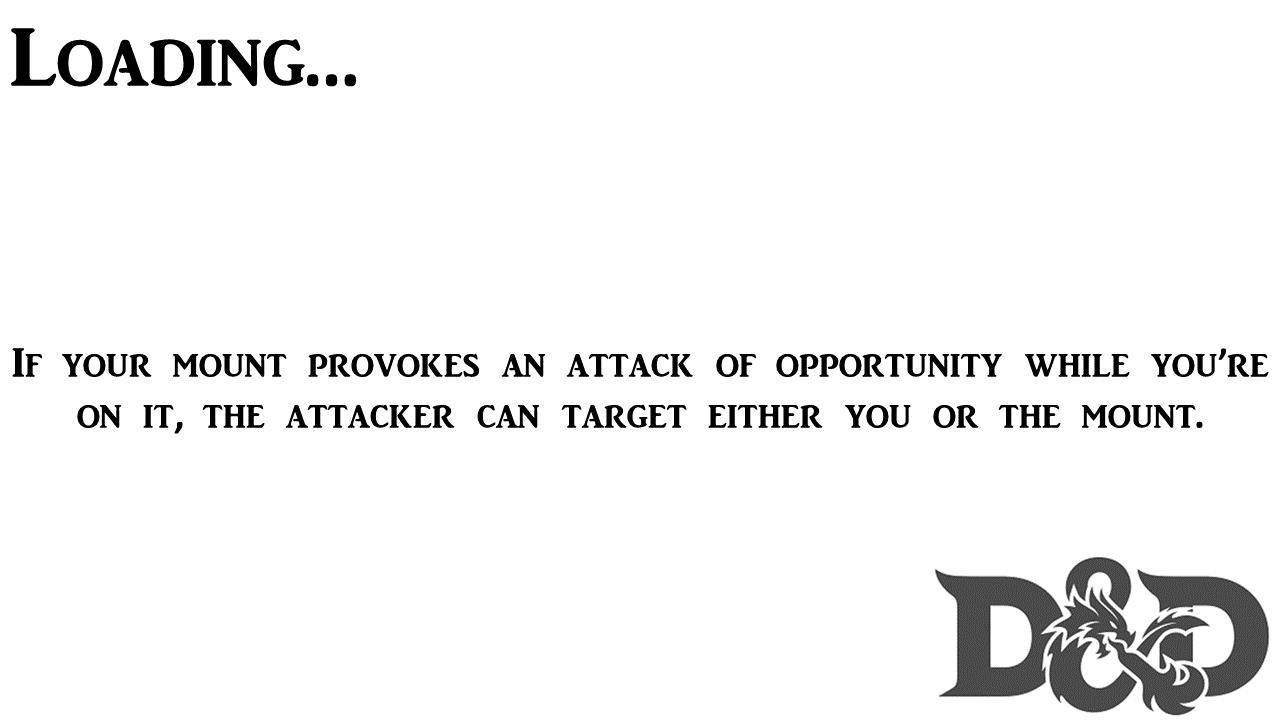 Loading...
If your mount provokes an attack of opportunity while you're
on it, the attacker can target either you or the mount.
D&D